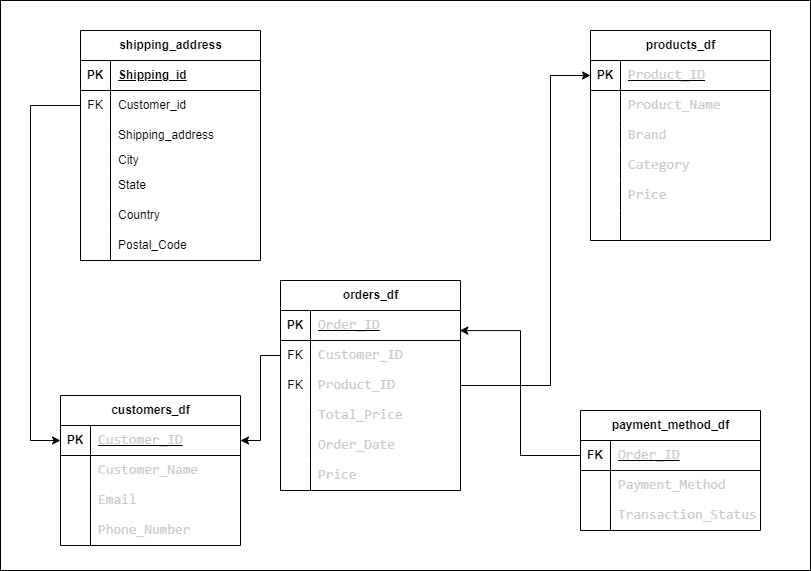 shipping_address
PK Shipping_id
FK Customer_id
Shipping_address
City
State
Country
Postal_Code
products_df
PK Product_ID
Product_Name
Brand
Category
Price
orders_df
PK Order_ID
FK Customer_ID
FK Product_ID
Total_Price
Order_Date
Price
customers_df
PK Customer_ID
Customer_Name
Email
Phone_Number
payment_method_df
FK Order_ID
Payment_Method
Transaction_Status